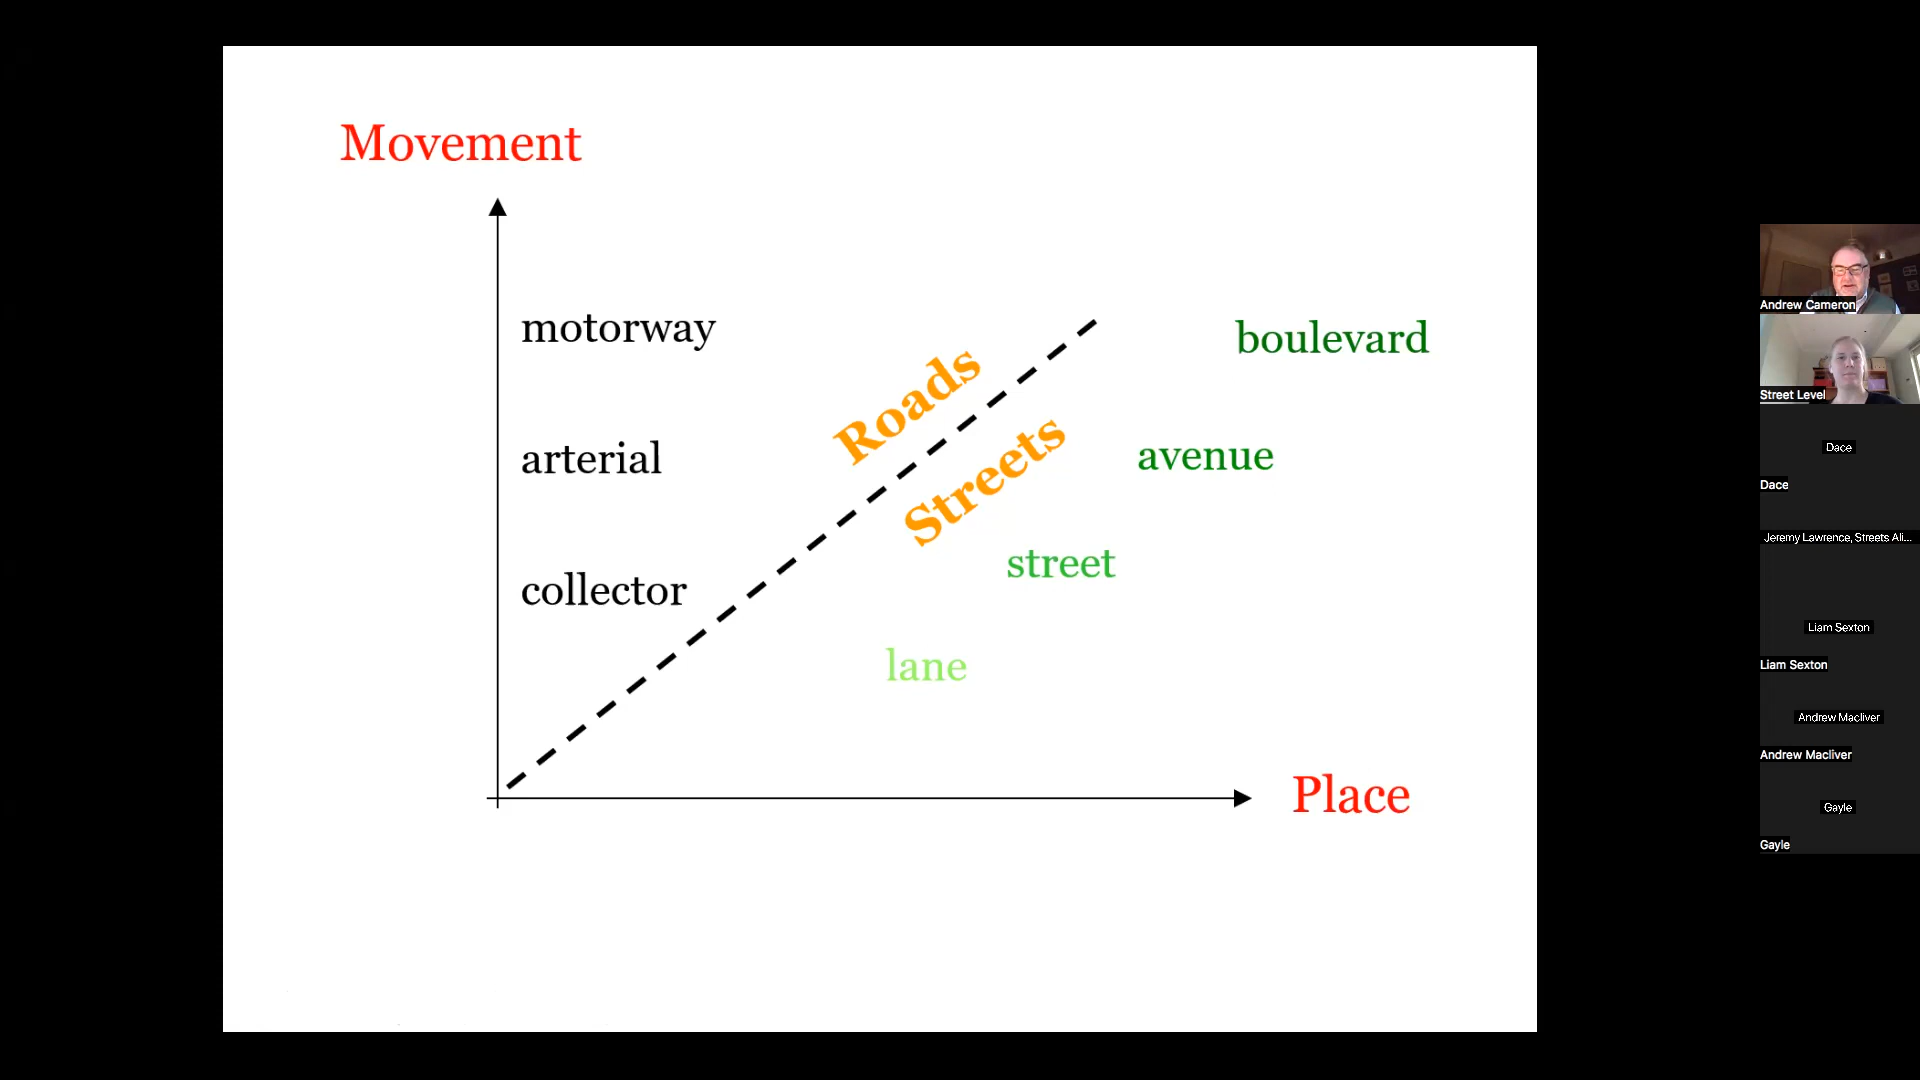 Movement
motorway
boulevard
Roads
arterial
Streets
avenue
street
collector
lane
Place
Andrew Cameron
Street Level
Dace
Dace
Jeremy Lawrence, Streets Ali...
Liam Sexton
Liam Sexton
Andrew Macliver
Andrew Macliver
Gayle
Gayle